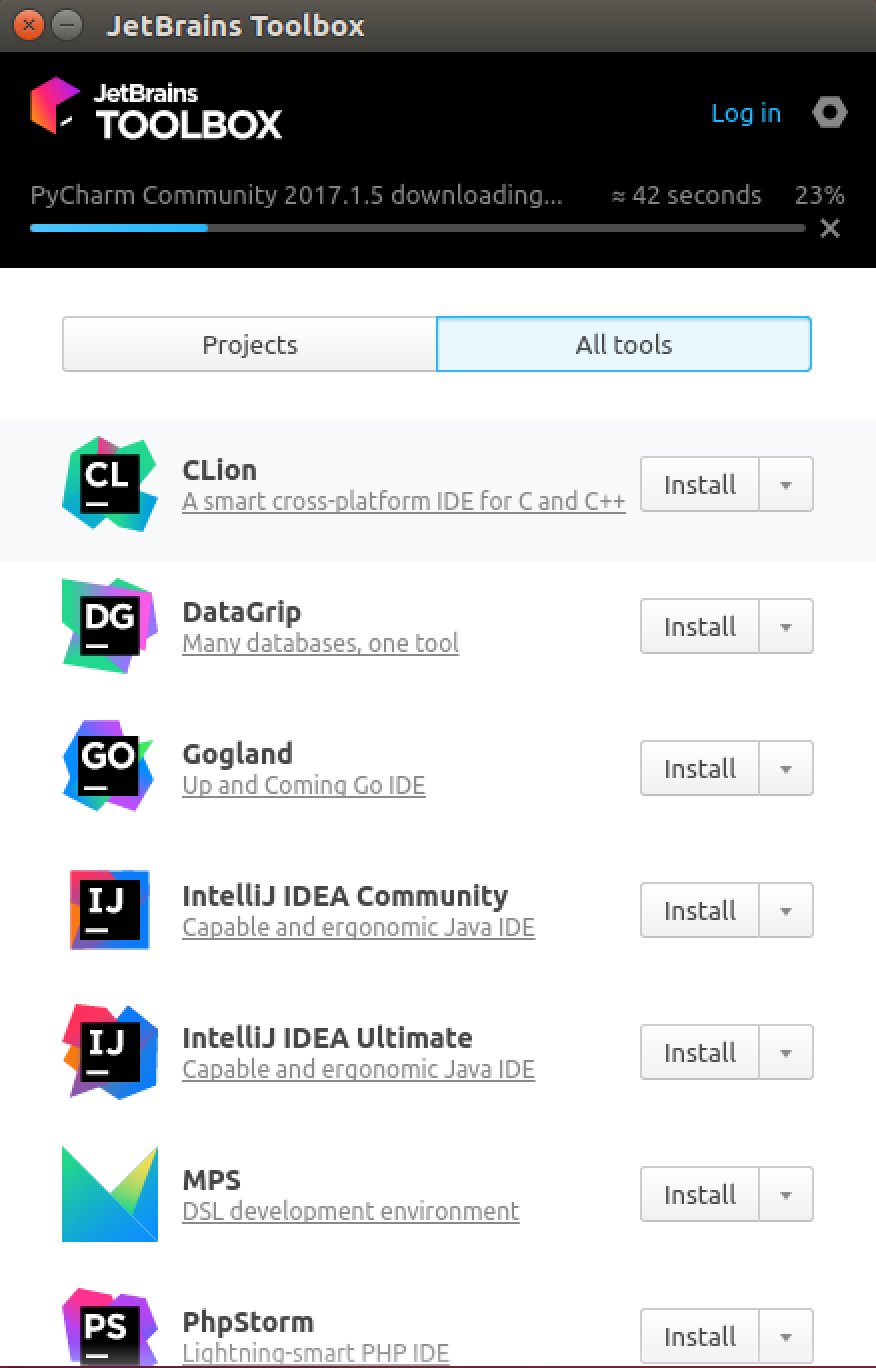 JetBrains Toolbox
JetBrains
TOOLBOX
Log in
PyCharm Community 2017.1.5 downloading... ≈ 42 seconds 23%
Projects All tools
CL
CLion
A smart cross-platform IDE for C and C++
Install
DG
DataGrip
Many databases, one tool
Install
GO
Gogland
Up and Coming Go IDE
Install
IJ
IntelliJ IDEA Community
Capable and ergonomic Java IDE
Install
IJ
IntelliJ IDEA Ultimate
Capable and ergonomic Java IDE
Install
MPS
DSL development environment
Install
PS
PhpStorm
Lightning-smart PHP IDE
Install